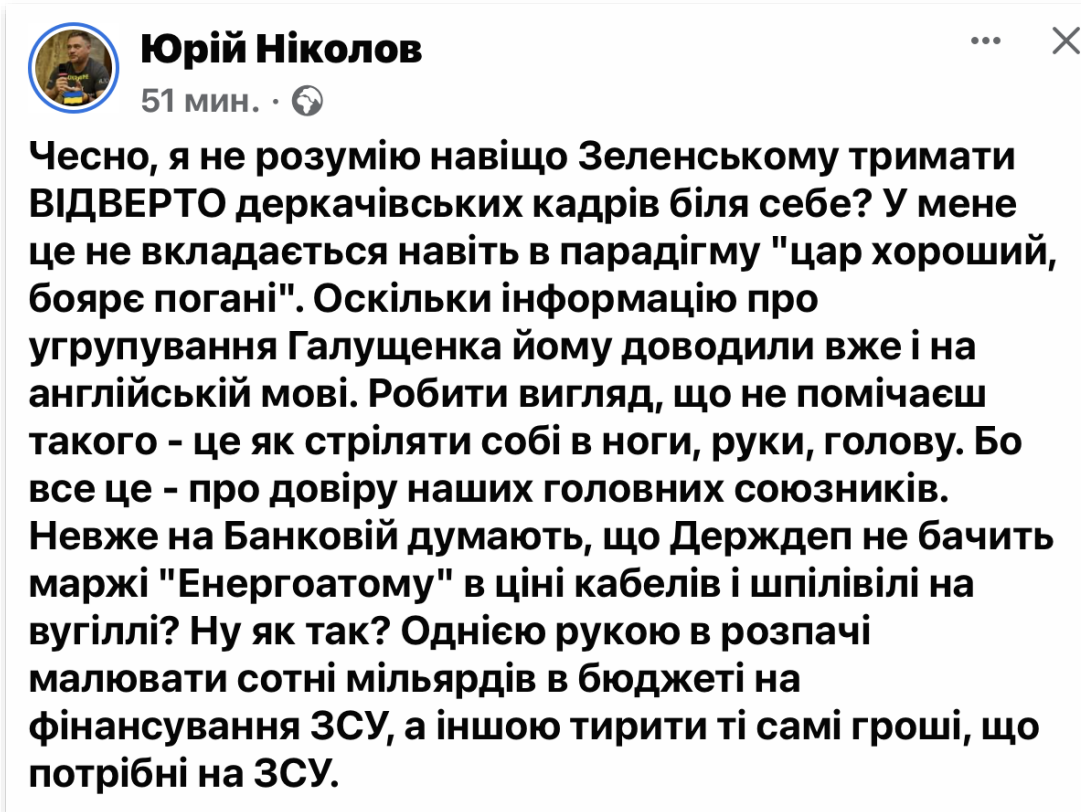 Юрій Ніколов
51 мин. ·
Чесно, я не розумію навіщо Зеленському тримати
ВІДВЕРТО деркачівських кадрів біля себе? У мене
це не вкладається навіть в парадігму "цар хороший,
боярє погані". Оскільки інформацію про
угрупування Галущенка йому доводили вже і на
англійській мові. Робити вигляд, що не помічаєш
такого - це як стріляти собі в ноги, руки, голову. Бо
все це - про довіру наших головних союзників.
Невже на Банковій думають, що Держдеп не бачить
маржі "Енергоатому" в ціні кабелів і шпілівілі на
вугіллі? Ну як так? Однією рукою в розпачі
малювати сотні мільярдів в бюджеті на
фінансування ЗСУ, а іншою тирити ті самі гроші, що
потрібні на ЗСУ.